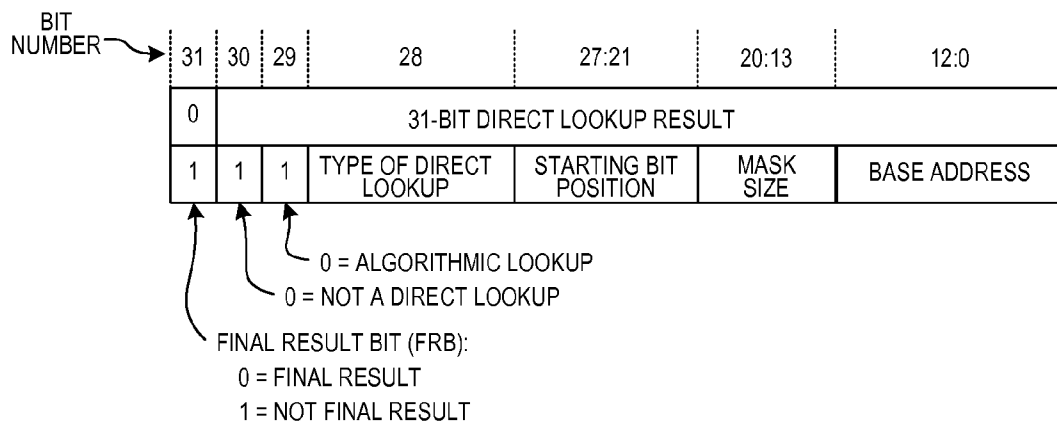 BIT
NUMBER
31 30 29 28 27:21 20:13 12:0
0 31-BIT DIRECT LOOKUP RESULT
1 1 1 TYPE OF DIRECT LOOKUP STARTING BIT POSITION MASK SIZE BASE ADDRESS
0 = ALGORITHMIC LOOKUP
0 = NOT A DIRECT LOOKUP
FINAL RESULT BIT (FRB):
0 = FINAL RESULT
1 = NOT FINAL RESULT